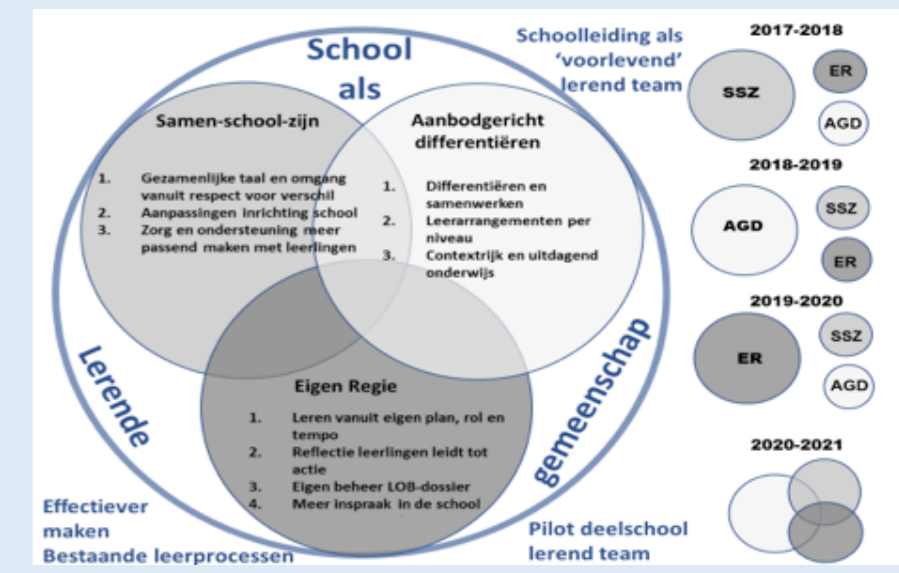 School
als
Lerende
gemeenschap
Samen-school-zijn
1. Gezamenlijke taal en omgang
vanuit respect voor verschil
2. Aanpassingen inrichting school
3. Zorg en ondersteuning meer
passend maken met leerlingen
Aanbodgericht
differentiëren
1. Differentiëren en
samenwerken
2. Leerarrangementen per
niveau
3. Contextrijk en uitdagend
onderwijs
Eigen Regie
1. Leren vanuit eigen plan, rol en
tempo
2. Reflectie leerlingen leidt tot
actie
3. Eigen beheer LOB-dossier
4. Meer inspraak in de school
Schoolleiding als
‘voorlevend’
lerend team
Effectiever
maken
Bestaande leerprocessen
Pilot deelschool
lerend team
2017-2018
SSZ
ER
AGD
2018-2019
AGD
SSZ
ER
2019-2020
ER
SSZ
AGD
2020-2021